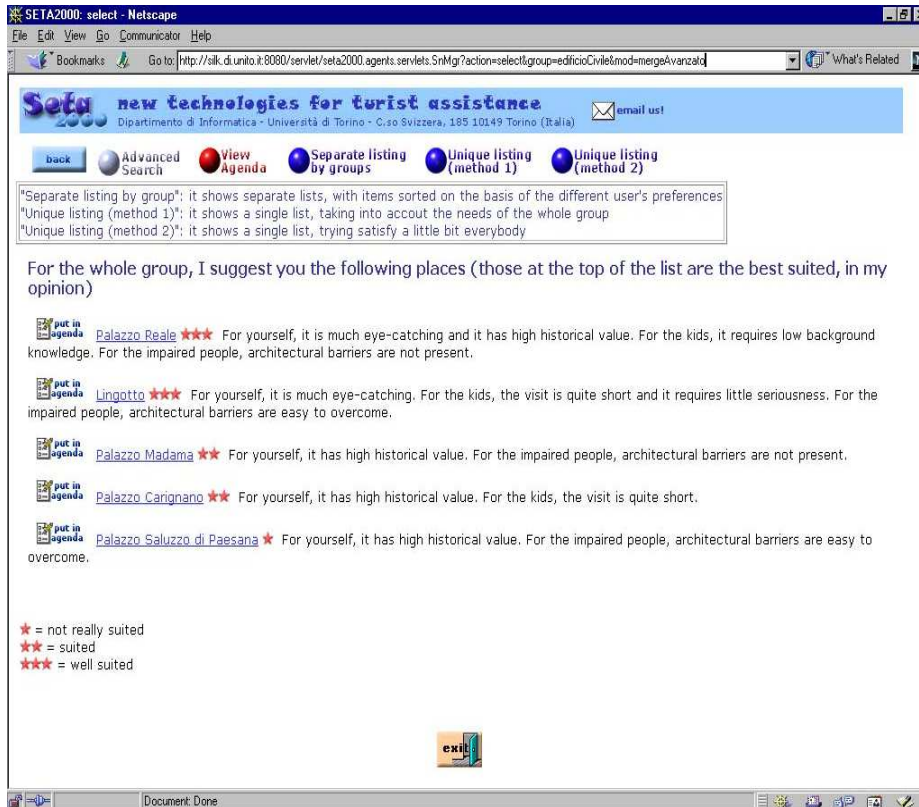 SETA2000: select - Netscape
File Edit View Go Communicator Help
Bookmarks Go to: http://silk.di.unito.it:8080/servlet/seta2000.agents.servlets.SnMgr?action=select&group=edificioCivile&mod=mergeAvanzato What's Related
Seta 2000 new technologies for turist assistance email us!
Dipartimento di Informatica - Università di Torino - C.so Svizzera, 185 10149 Torino (Italia)
back Advanced Search View Agenda Separate listing by groups Unique listing (method 1) Unique listing (method 2)
"Separate listing by group": it shows separate lists, with items sorted on the basis of the different user's preferences
"Unique listing (method 1)": it shows a single list, taking into accout the needs of the whole group
"Unique listing (method 2)": it shows a single list, trying satisfy a little bit everybody
For the whole group, I suggest you the following places (those at the top of the list are the best suited, in my
opinion)
put in agenda Palazzo Reale For yourself, it is much eye-catching and it has high historical value. For the kids, it requires low background
knowledge. For the impaired people, architectural barriers are not present.
put in agenda Lingotto For yourself, it is much eye-catching. For the kids, the visit is quite short and it requires little seriousness. For the
impaired people, architectural barriers are easy to overcome.
put in agenda Palazzo Madama For yourself, it has high historical value. For the impaired people, architectural barriers are not present.
put in agenda Palazzo Carignano For yourself, it has high historical value. For the kids, the visit is quite short.
put in agenda Palazzo Saluzzo di Paesana For yourself, it has high historical value. For the impaired people, architectural barriers are easy to
overcome.
= not really suited
= suited
= well suited
exit
Document: Done